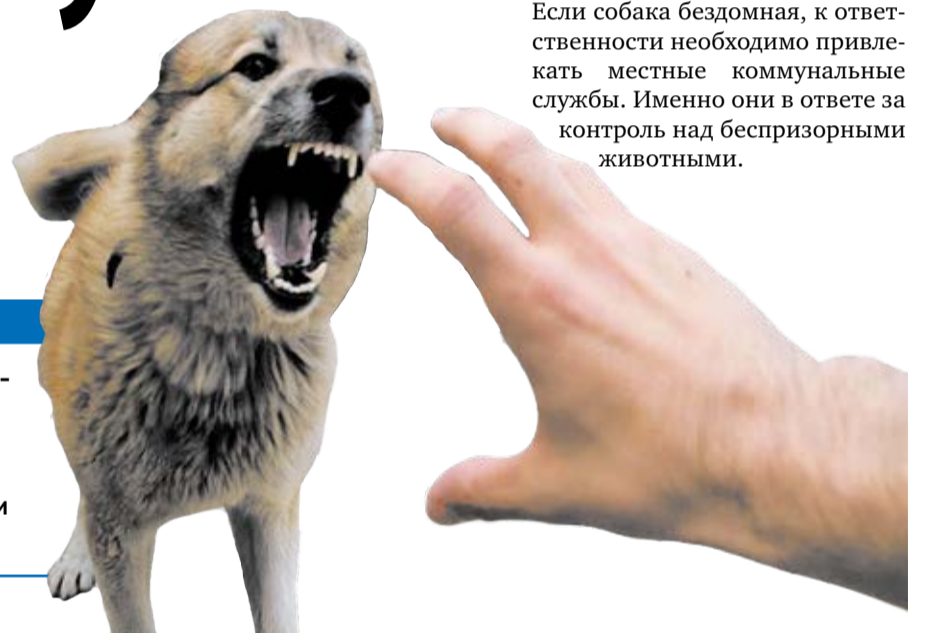 Если собака бездомная, к ответ-
ственности необходимо привле-
кать местные коммунальные
службы. Именно они в ответе за
контроль над беспризорными
животными.